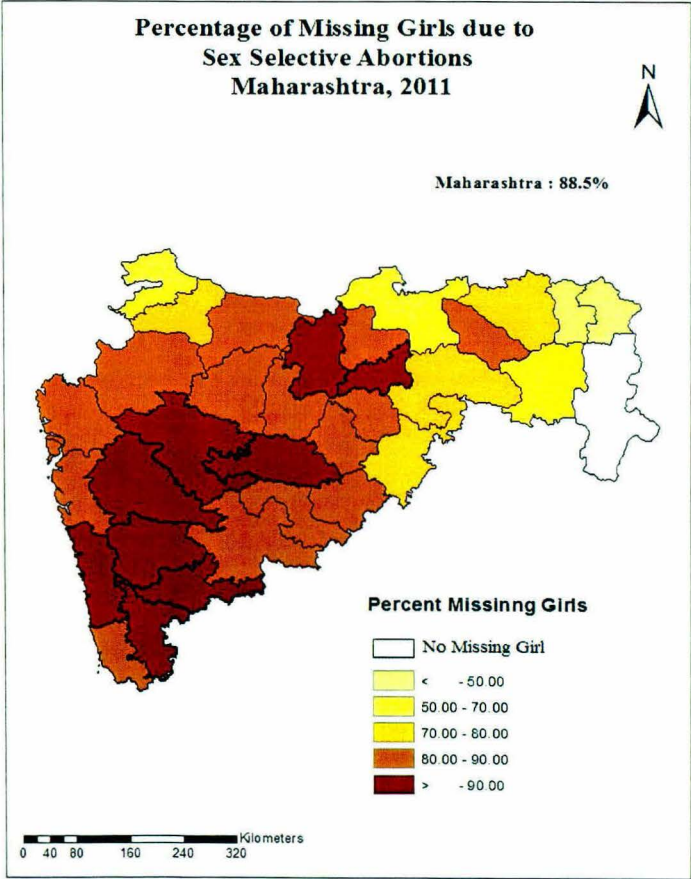 Percentage of Missing Girls due to
Sex Selective Abortions
Maharashtra, 2011
N
Maharashtra : 88.5%
Percent Missinng Girls
No Missing Girl
< - 50.00
50.00 - 70.00
70.00 - 80.00
80.00 - 90.00
> - 90.00
Kilometers
0 40 80 160 240 320